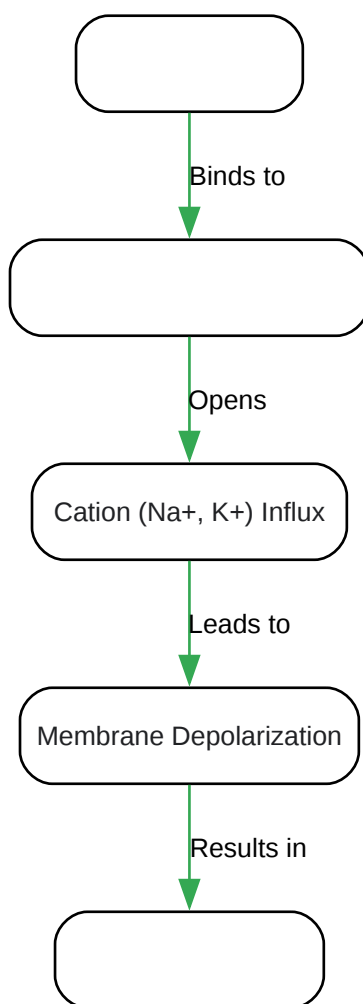 Binds to
Opens
Cation (Na+, K+) Influx
Leads to
Membrane Depolarization
Results in